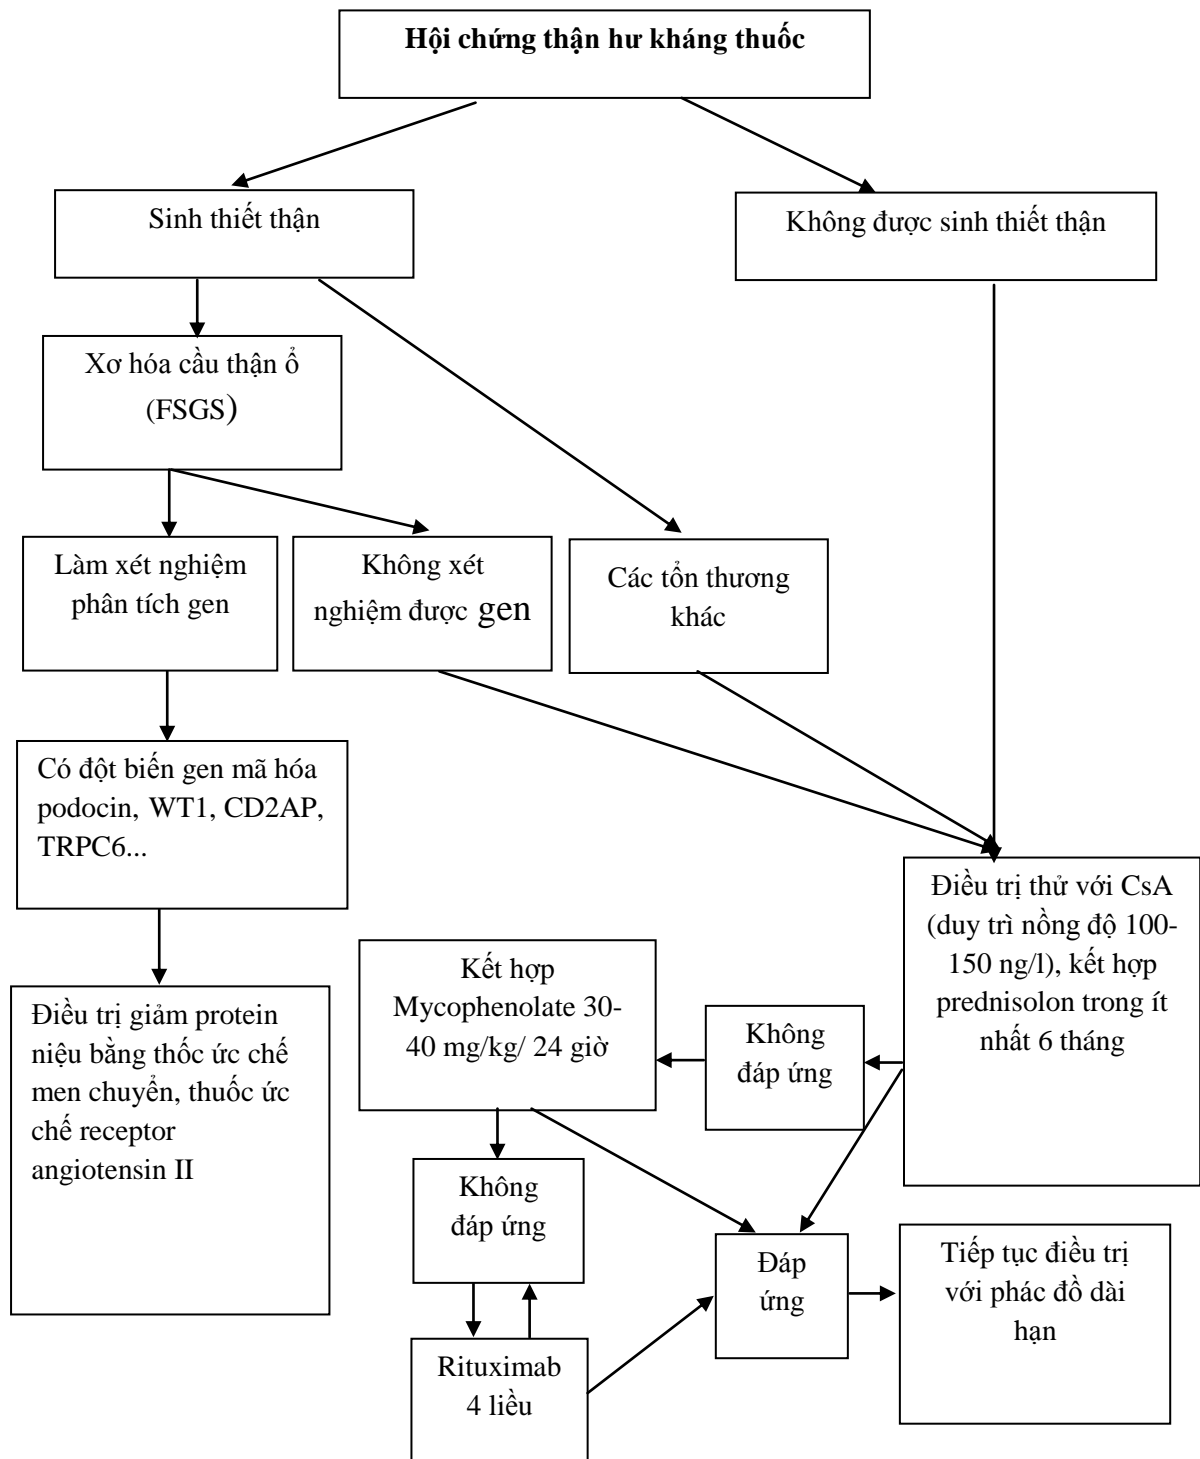 Hội chứng thận hư kháng thuốc
Sinh thiết thận
Không được sinh thiết thận
Xơ hóa cầu thận ổ
(FSGS)
Làm xét nghiệm
phân tích gen
Không xét
nghiệm được gen
Các tổn thương
khác
Có đột biến gen mã hóa
podocin, WT1, CD2AP,
TRPC6...
Điều trị thử với CsA
(duy trì nồng độ 100-
150 ng/l), kết hợp
prednisolon trong ít
nhất 6 tháng
Kết hợp
Mycophenolate 30-
40 mg/kg/ 24 giờ
Không
đáp ứng
Điều trị giảm protein
niệu bằng thốc ức chế
men chuyển, thuốc ức
chế receptor
angiotensin II
Không
đáp ứng
Đáp
ứng
Tiếp tục điều trị
với phác đồ dài
hạn
Rituximab
4 liều